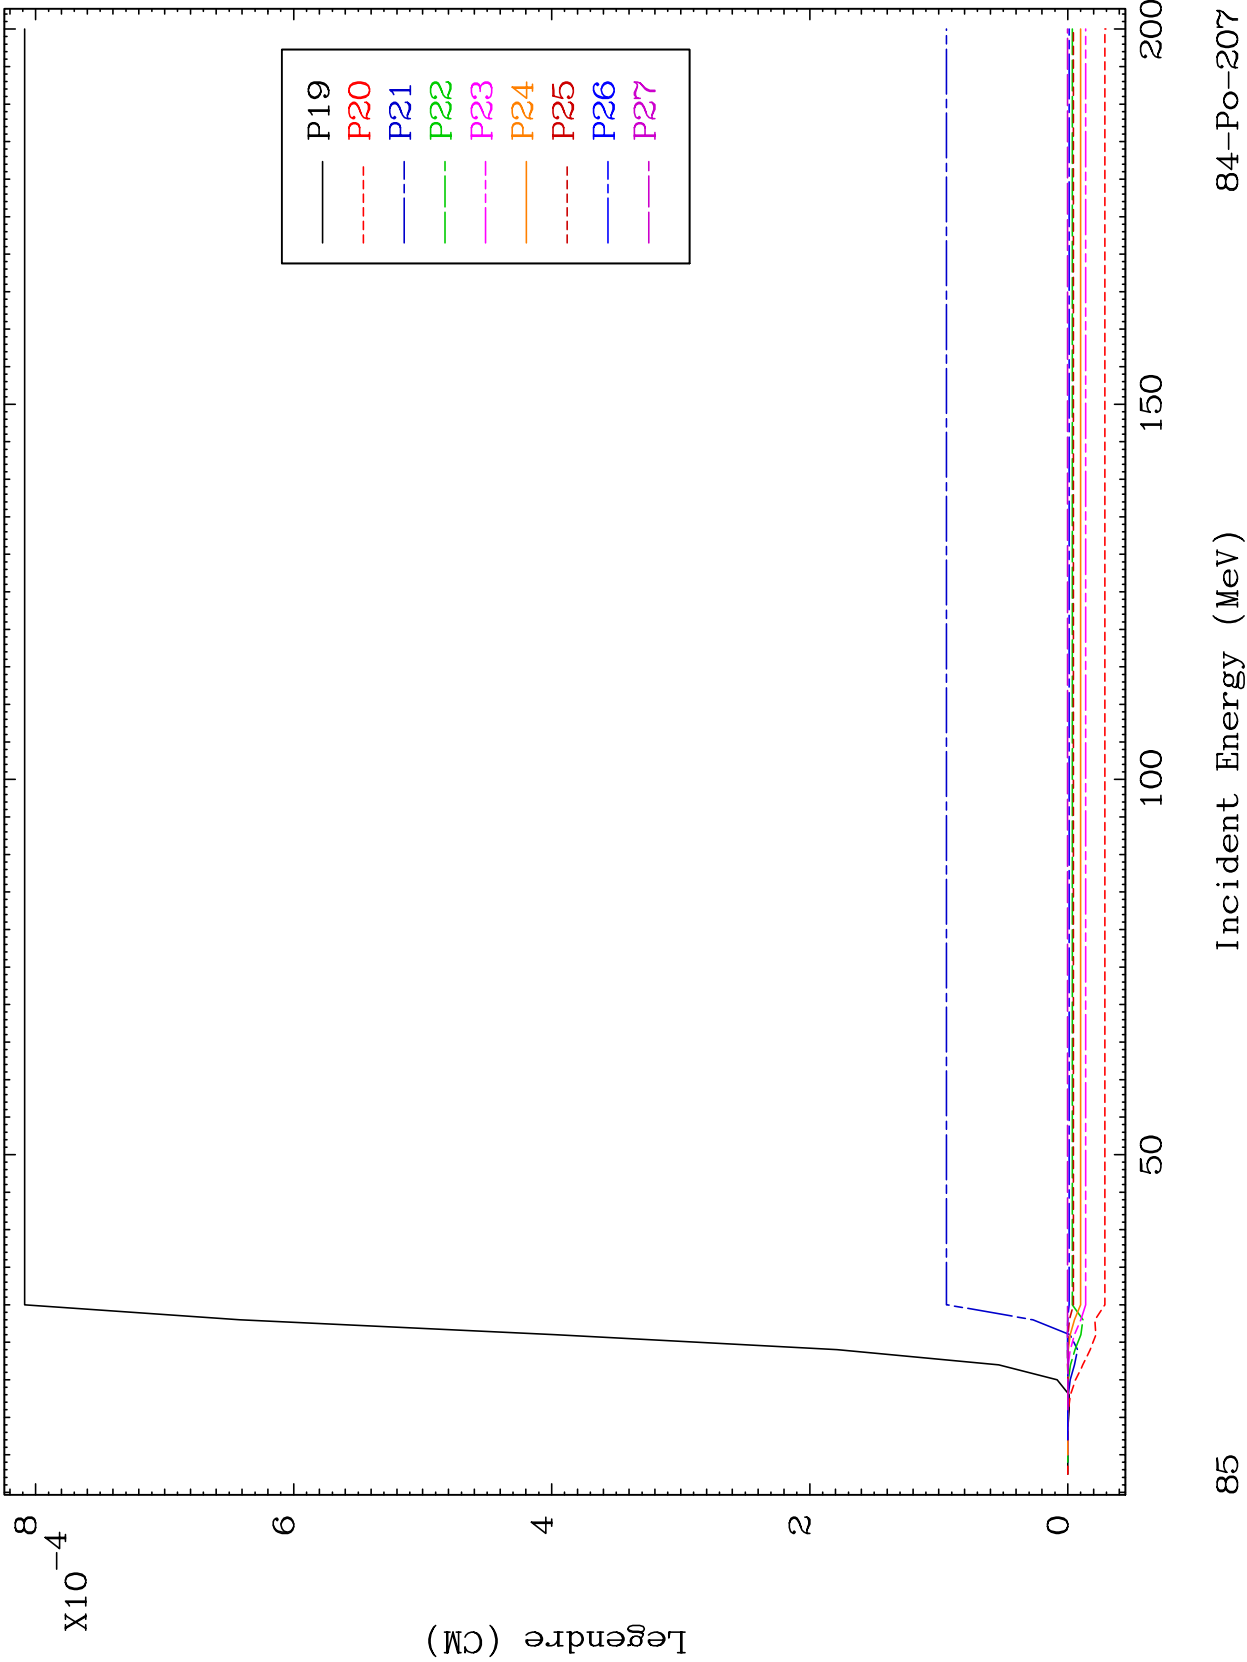 X10
-4
8
6
4
2
0
Legendre (CM)
P19
P20
P21
P22
P23
P24
P25
P26
P27
50
100
150
200
Incident Energy (MeV)
85
84-Po-207